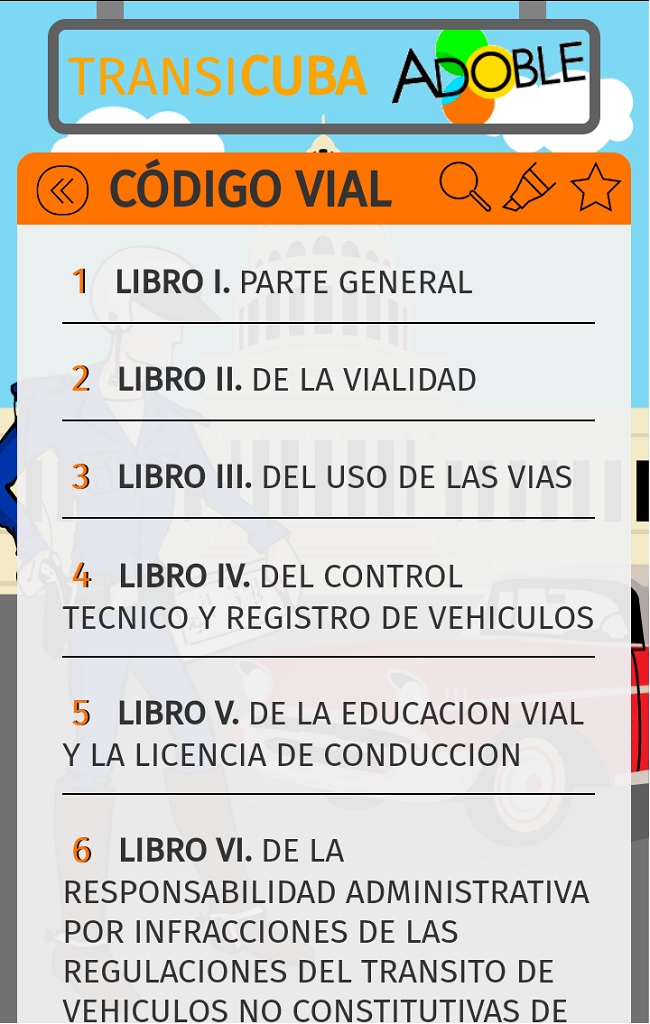 TRANSICUBA ADOBLE
CÓDIGO VIAL
1 LIBRO I. PARTE GENERAL
2 LIBRO II. DE LA VIALIDAD
3 LIBRO III. DEL USO DE LAS VIAS
4 LIBRO IV. DEL CONTROL
TECNICO Y REGISTRO DE VEHICULOS
5 LIBRO V. DE LA EDUCACION VIAL
Y LA LICENCIA DE CONDUCCION
6 LIBRO VI. DE LA
RESPONSABILIDAD ADMINISTRATIVA
POR INFRACCIONES DE LAS
REGULACIONES DEL TRANSITO DE
VEHICULOS NO CONSTITUTIVAS DE